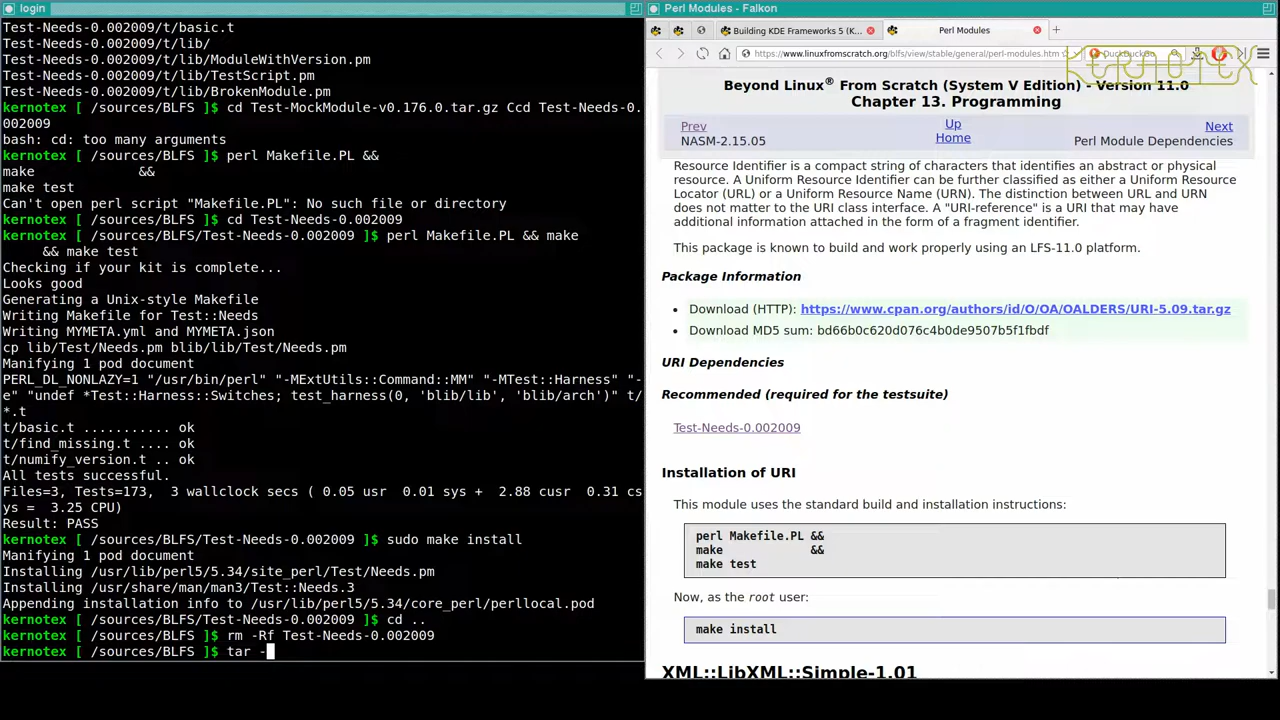 login
Test-Needs-0.002009/t/basic.t
Test-Needs-0.002009/t/lib/
Test-Needs-0.002009/t/lib/ModuleWithVersion.pm
Test-Needs-0.002009/t/lib/TestScript.pm
Test-Needs-0.002009/t/lib/BrokenModule.pm
kernotex [ /sources/BLFS ]$ cd Test-MockModule-v0.176.0.tar.gz Ccd Test-Needs-0.
002009
bash: cd: too many arguments
kernotex [ /sources/BLFS ]$ perl Makefile.PL &&
make             &&
make test
Can't open perl script "Makefile.PL": No such file or directory
kernotex [ /sources/BLFS ]$ cd Test-Needs-0.002009
kernotex [ /sources/BLFS/Test-Needs-0.002009 ]$ perl Makefile.PL && make
     && make test
Checking if your kit is complete...
Looks good
Generating a Unix-style Makefile
Writing Makefile for Test::Needs
Writing MYMETA.yml and MYMETA.json
cp lib/Test/Needs.pm blib/lib/Test/Needs.pm
Manifying 1 pod document
PERL_DL_NONLAZY=1 "/usr/bin/perl" "-MExtUtils::Command::MM" "-MTest::Harness" "-
e" "undef *Test::Harness::Switches; test_harness(0, 'blib/lib', 'blib/arch')" t/
*.t
t/basic.t ........... ok
t/find_missing.t .... ok
t/numify_version.t .. ok
All tests successful.
Files=3, Tests=173,  3 wallclock secs ( 0.05 usr  0.01 sys +  2.88 cusr  0.31 cs
ys =  3.25 CPU)
Result: PASS
kernotex [ /sources/BLFS/Test-Needs-0.002009 ]$ sudo make install
Manifying 1 pod document
Installing /usr/lib/perl5/5.34/site_perl/Test/Needs.pm
Installing /usr/share/man/man3/Test::Needs.3
Appending installation info to /usr/lib/perl5/5.34/core_perl/perllocal.pod
kernotex [ /sources/BLFS/Test-Needs-0.002009 ]$ cd ..
kernotex [ /sources/BLFS ]$ rm -Rf Test-Needs-0.002009
kernotex [ /sources/BLFS ]$ tar -
Perl Modules - Falkon
Building KDE Frameworks 5 (K...
Perl Modules
https://www.linuxfromscratch.org/blfs/view/stable/general/perl-modules.htm
DuckDuckGo
KERNOTEX
Beyond Linux® From Scratch (System V Edition) - Version 11.0
Chapter 13. Programming
Prev
Up
Next
NASM-2.15.05
Home
Perl Module Dependencies
Resource Identifier is a compact string of characters that identifies an abstract or physical
resource. A Uniform Resource Identifier can be further classified as either a Uniform Resource
Locator (URL) or a Uniform Resource Name (URN). The distinction between URL and URN
does not matter to the URI class interface. A "URI-reference" is a URI that may have
additional information attached in the form of a fragment identifier.
This package is known to build and work properly using an LFS-11.0 platform.
Package Information
• Download (HTTP): https://www.cpan.org/authors/id/O/OA/OALDERS/URI-5.09.tar.gz
• Download MD5 sum: bd66b0c620d076c4b0de9507b5f1fbdf
URI Dependencies
Recommended (required for the testsuite)
Test-Needs-0.002009
Installation of URI
This module uses the standard build and installation instructions:
perl Makefile.PL &&
make             &&
make test
Now, as the root user:
make install
XML::LibXML::Simple-1.01